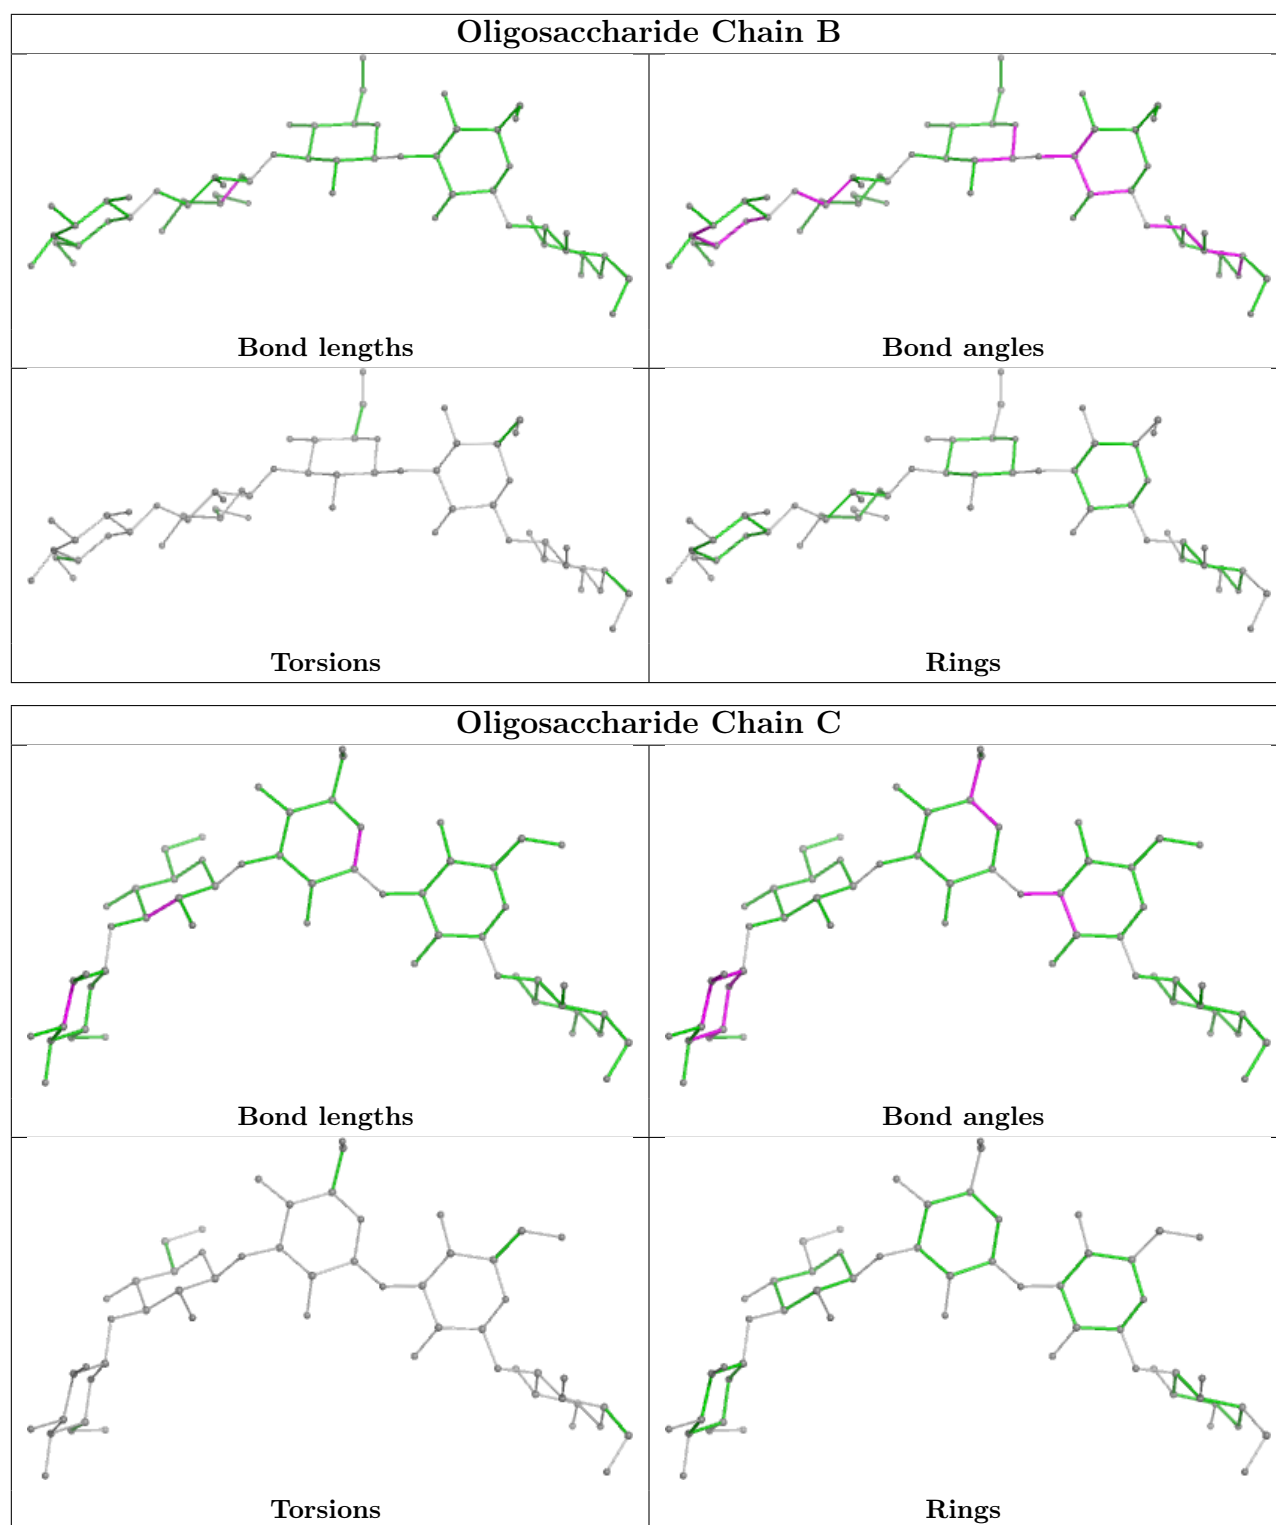 Oligosaccharide Chain B
Bond lengths
Bond angles
Torsions
Rings
Oligosaccharide Chain C
Bond lengths
Bond angles
Torsions
Rings